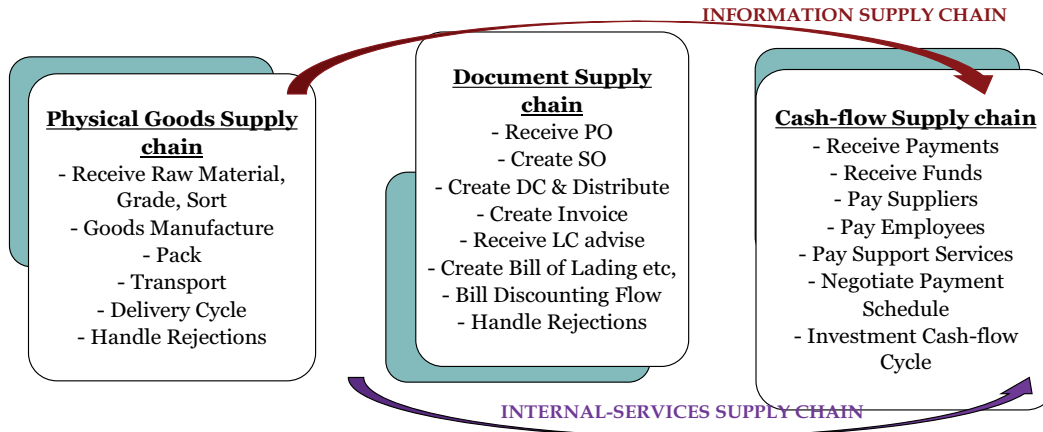 INFORMATION SUPPLY CHAIN
Physical Goods Supply
chain
- Receive Raw Material,
Grade, Sort
- Goods Manufacture
- Pack
- Transport
- Delivery Cycle
- Handle Rejections
Document Supply
chain
- Receive PO
- Create SO
- Create DC & Distribute
- Create Invoice
- Receive LC advise
- Create Bill of Lading etc,
- Bill Discounting Flow
- Handle Rejections
Cash-flow Supply chain
- Receive Payments
- Receive Funds
- Pay Suppliers
- Pay Employees
- Pay Support Services
- Negotiate Payment
Schedule
- Investment Cash-flow
Cycle
INTERNAL-SERVICES SUPPLY CHAIN